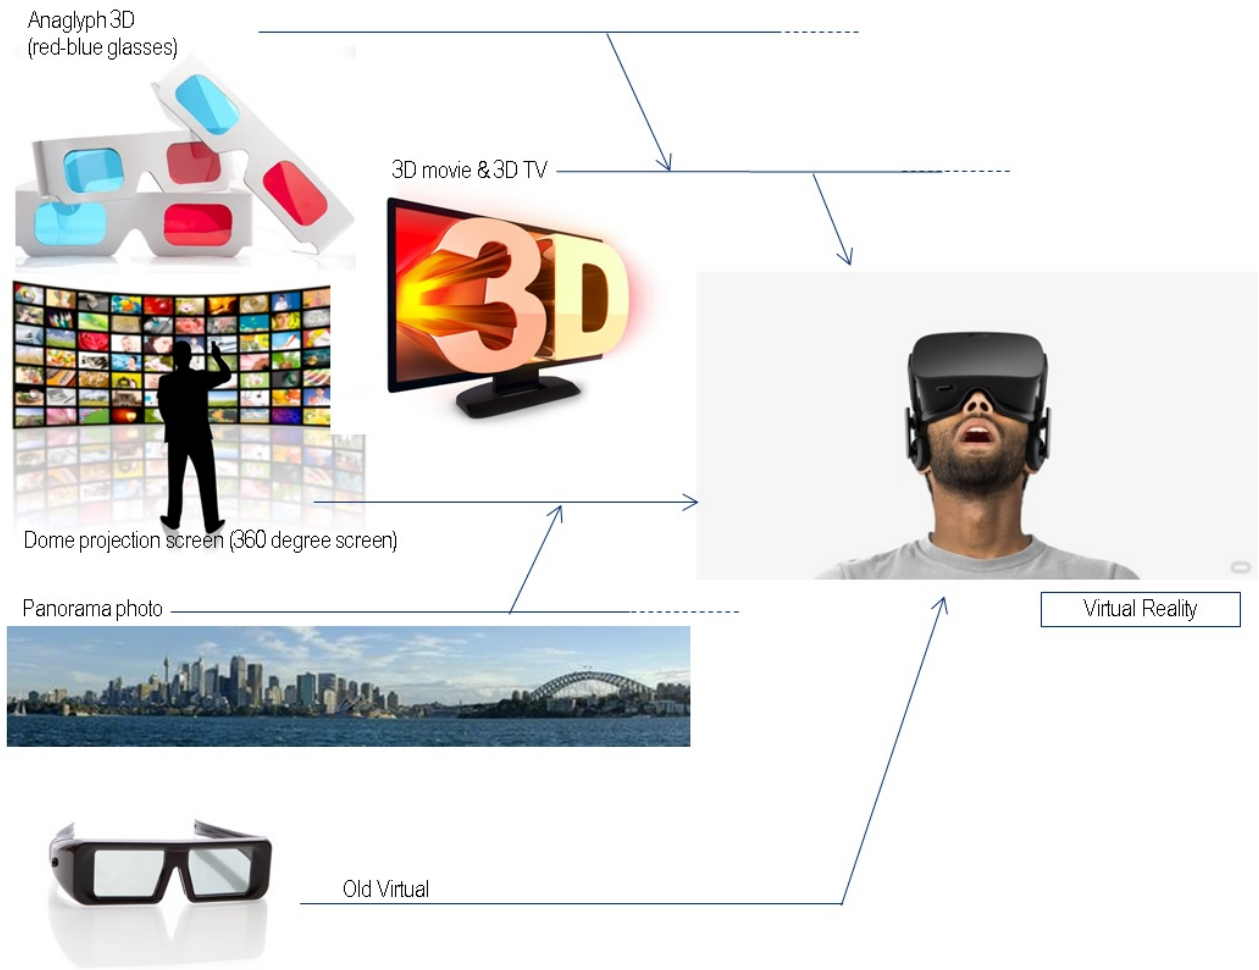 Anaglyph 3D
(red-blue glasses)
3D movie & 3D TV
3D
Dome projection screen (360 degree screen)
Panorama photo
Virtual Reality
Old Virtual